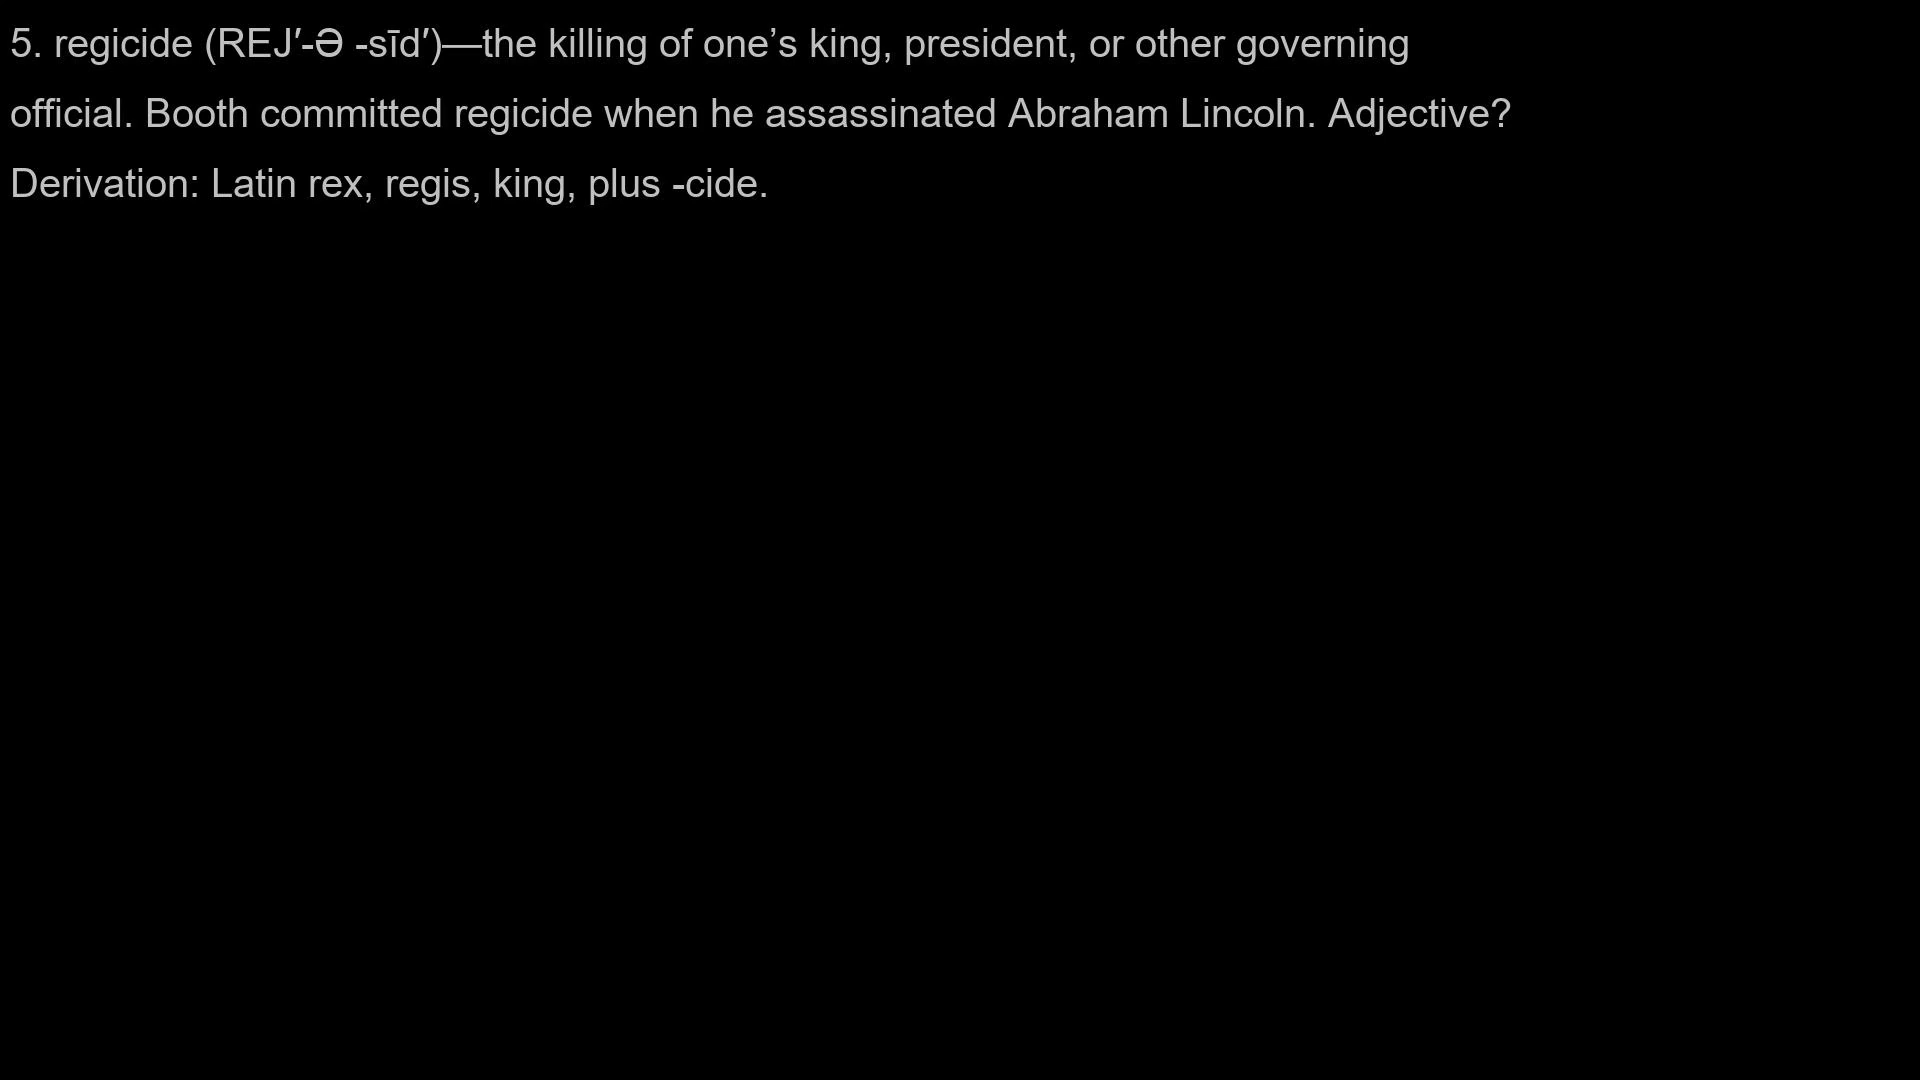 5. regicide (REJ′-Ə -sīd′)—the killing of one’s king, president, or other governing
official. Booth committed regicide when he assassinated Abraham Lincoln. Adjective?
Derivation: Latin rex, regis, king, plus -cide.